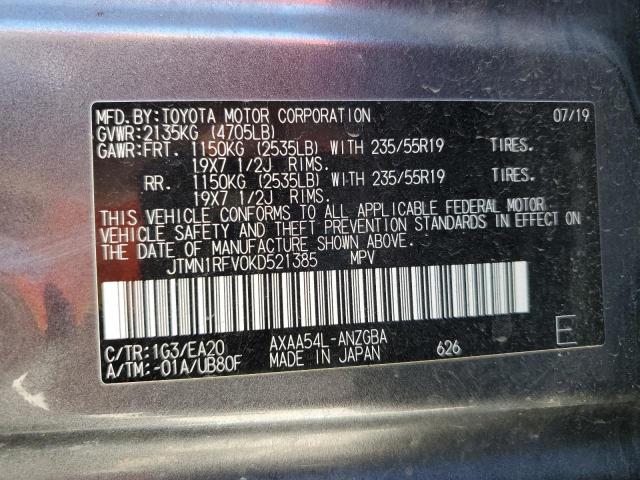 MFD.BY:TOYOTA MOTOR CORPORATION 07/19
GVWR:2135KG (4705LB)
GAWR:FRT. 1150KG (2535LB) WITH 235/55R19 TIRES.
19X7 1/2J RIMS.
RR. 1150KG (2535LB) WITH 235/55R19 TIRES.
19X7 1/2J RIMS.
THIS VEHICLE CONFORMS TO ALL APPLICABLE FEDERAL MOTOR
VEHICLE SAFETY AND THEFT PREVENTION STANDARDS IN EFFECT ON
THE DATE OF MANUFACTURE SHOWN ABOVE.
JTMN1RFV0KD521385 MPV
C/TR:1G3/EA20 AXAA54L-ANZGBA
A/TM:-01A/UB80F MADE IN JAPAN 626 E